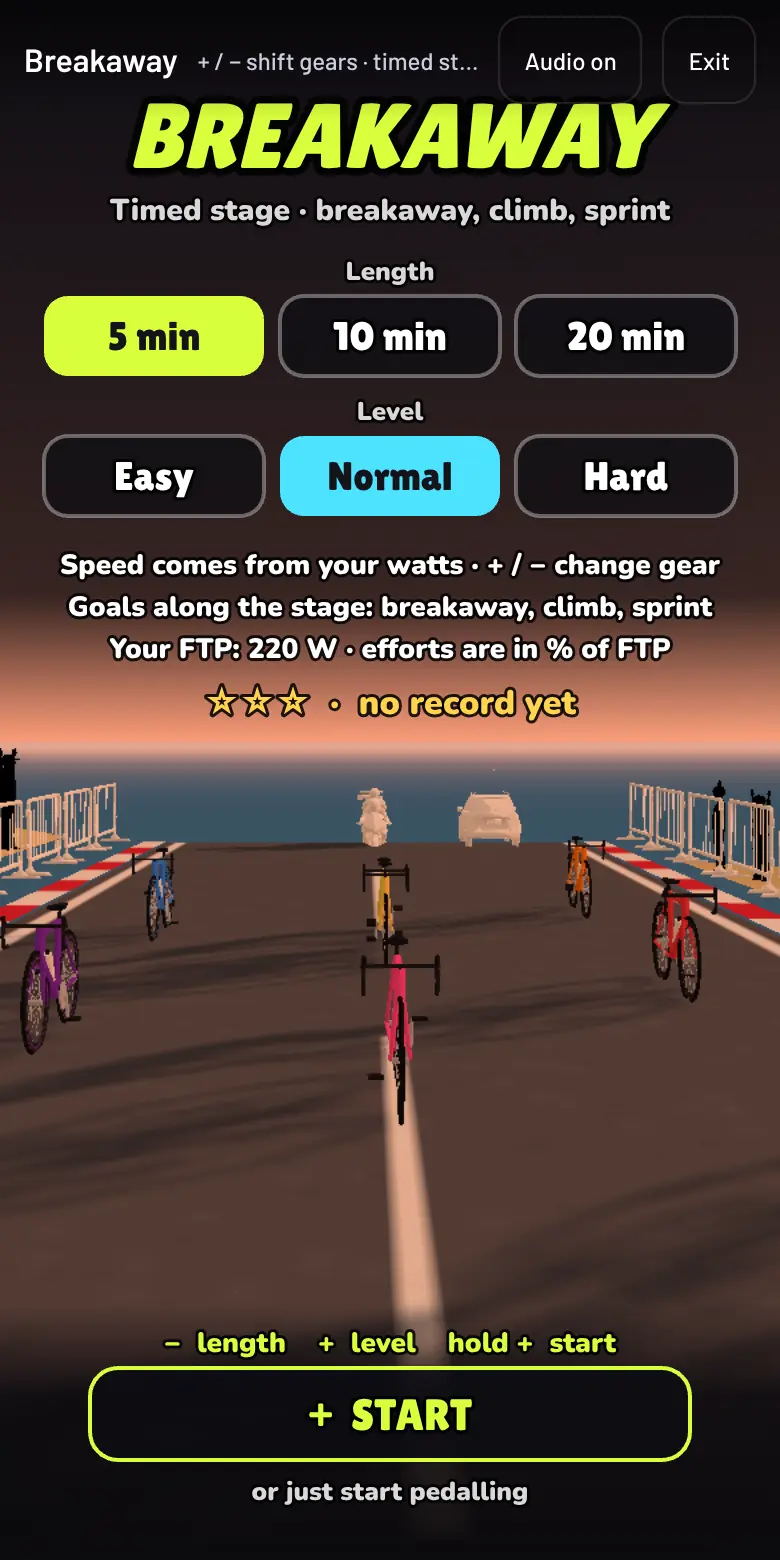 Breakaway + / − shift gears · timed st... Audio on Exit
BREAKAWAY
Timed stage · breakaway, climb, sprint
Length
5 min 10 min 20 min
Level
Easy Normal Hard
Speed comes from your watts · + / − change gear
Goals along the stage: breakaway, climb, sprint
Your FTP: 220 W · efforts are in % of FTP
☆☆☆ · no record yet
− length + level hold + start
+ START
or just start pedalling